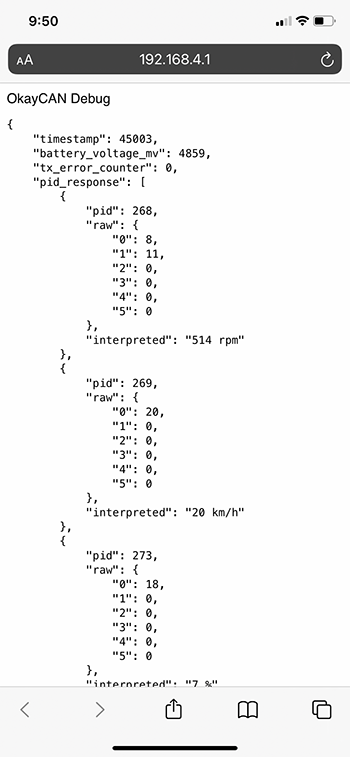 9:50
AA
192.168.4.1
OkayCAN Debug
{
"timestamp": 45003,
"battery_voltage_mv": 4859,
"tx_error_counter": 0,
"pid_response": [
{
"pid": 268,
"raw": {
"0": 8,
"1": 11,
"2": 0,
"3": 0,
"4": 0,
"5": 0
},
"interpreted": "514 rpm"
},
{
"pid": 269,
"raw": {
"0": 20,
"1": 0,
"2": 0,
"3": 0,
"4": 0,
"5": 0
},
"interpreted": "20 km/h"
},
{
"pid": 273,
"raw": {
"0": 18,
"1": 0,
"2": 0,
"3": 0,
"4": 0,
"5": 0
},
"interpreted": "7 %"